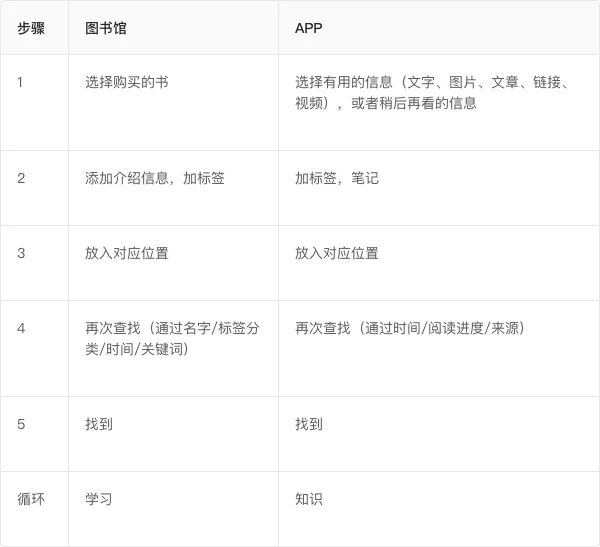 步骤 图书馆 APP
1 选择购买的书 选择有用的信息（文字、图片、文章、链接、
视频），或者稍后再看的信息
2 添加介绍信息，加标签 加标签，笔记
3 放入对应位置 放入对应位置
4 再次查找（通过名字/标签分 再次查找（通过时间/阅读进度/来源）
类/时间/关键词）
5 找到 找到
循环 学习 知识